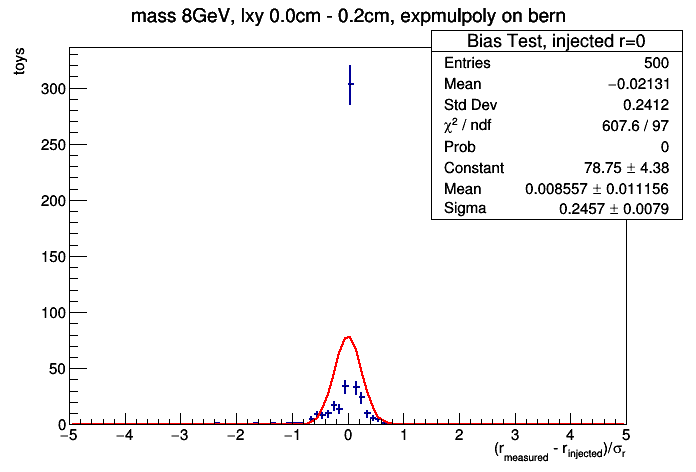 mass 8GeV, lxy 0.0cm - 0.2cm, expmulpoly on bern
Bias Test, injected r=0
Entries 500
Mean −0.02131
Std Dev 0.2412
χ² / ndf 607.6 / 97
Prob 0
Constant 78.75 ± 4.38
Mean 0.008557 ± 0.011156
Sigma 0.2457 ± 0.0079
toys
300
250
200
150
100
50
0
−5 −4 −3 −2 −1 0 1 2 3 4 5
(r_measured - r_injected)/σ_r